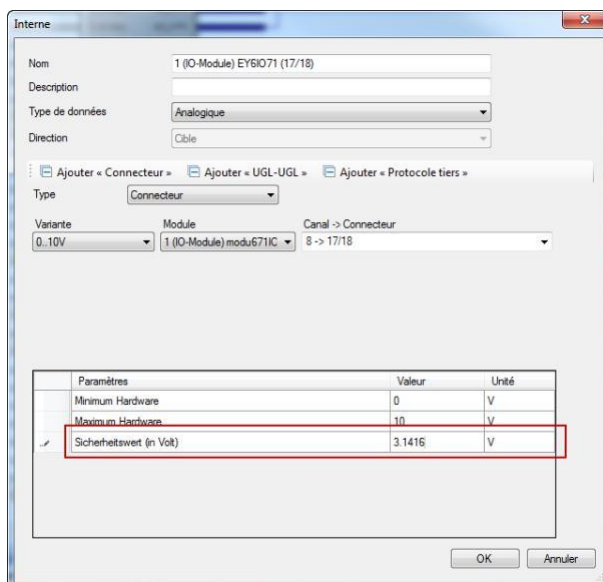 Interne
Nom 1 (IO-Module) EY6IO71 (17/18)
Description
Type de données Analogique
Direction Cible
Ajouter « Connecteur » Ajouter « UGL-UGL » Ajouter « Protocole tiers »
Type Connecteur
Variante Module Canal -> Connecteur
0..10V 1 (IO-Module) modu671IC 8 -> 17/18
Paramètres Valeur Unité
Minimum Hardware 0 V
Maximum Hardware 10 V
Sicherheitswert (in Volt) 3.1416 V
OK Annuler